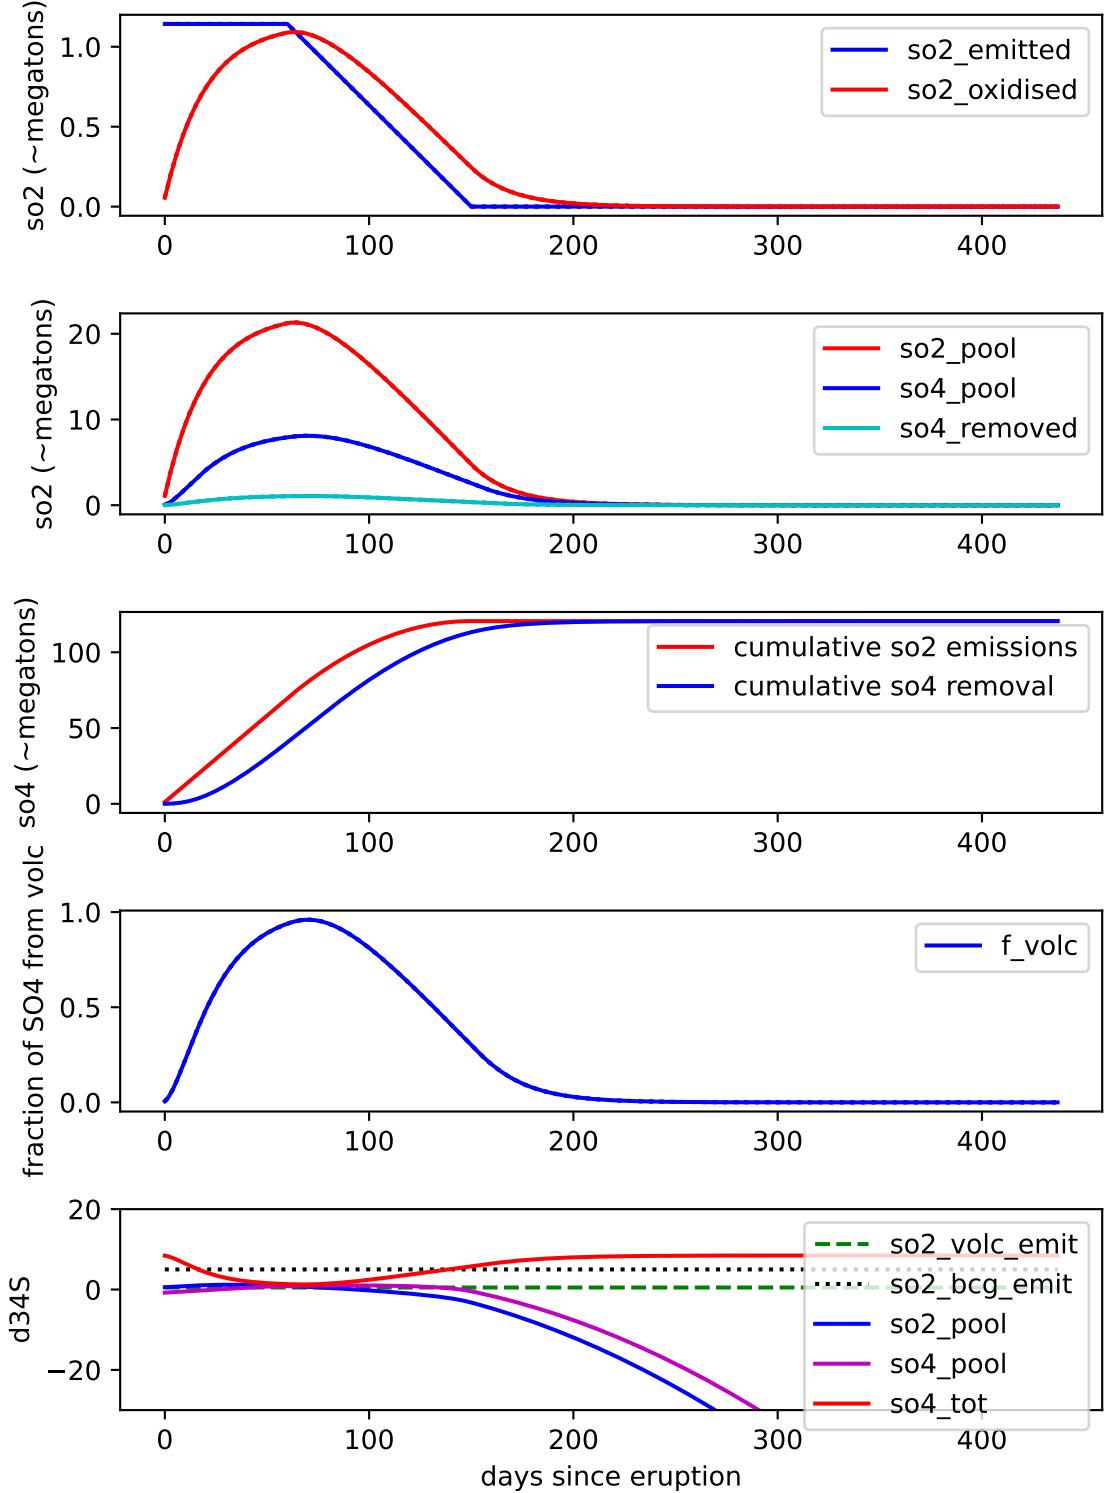 so2 (~megatons)
1.0
0.5
0.0
so2_emitted
so2_oxidised
0 100 200 300 400
so2 (~megatons)
20
10
0
so2_pool
so4_pool
so4_removed
0 100 200 300 400
so4 (~megatons)
100
50
0
cumulative so2 emissions
cumulative so4 removal
0 100 200 300 400
fraction of SO4 from volc
1.0
0.5
0.0
f_volc
0 100 200 300 400
d34S
20
0
−20
so2_volc_emit
so2_bcg_emit
so2_pool
so4_pool
so4_tot
0 100 200 300 400
days since eruption